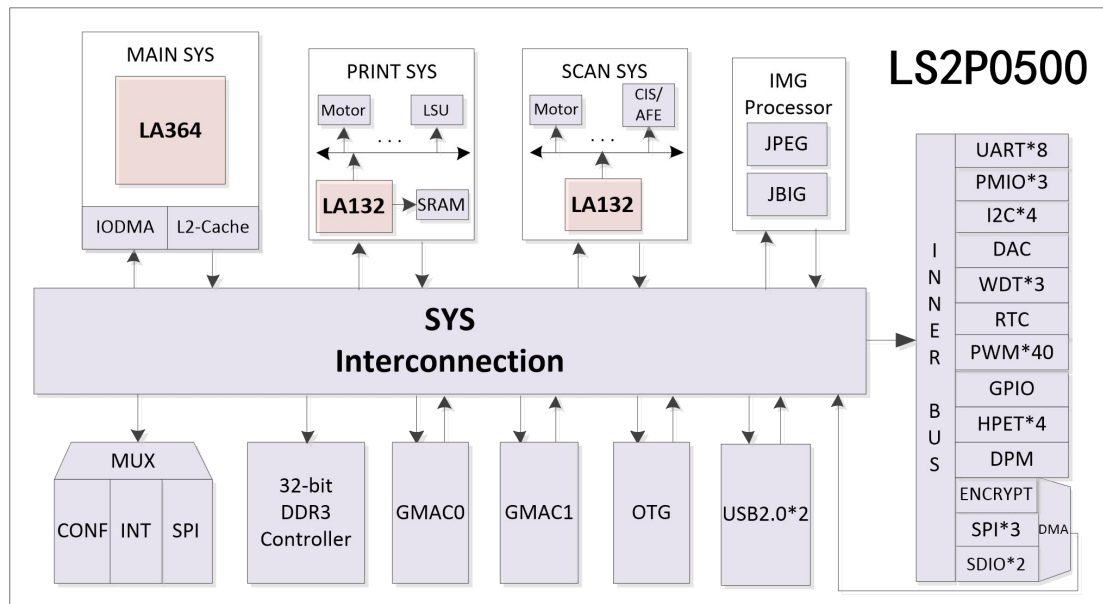 LS2P0500
MAIN SYS
LA364
IODMA
L2-Cache
PRINT SYS
Motor
LSU
...
LA132
SRAM
SCAN SYS
Motor
CIS/
AFE
...
LA132
IMG
Processor
JPEG
JBIG
SYS
Interconnection
MUX
CONF
INT
SPI
32-bit
DDR3
Controller
GMAC0
GMAC1
OTG
USB2.0*2
INNER BUS
UART*8
PMIO*3
I2C*4
DAC
WDT*3
RTC
PWM*40
GPIO
HPET*4
DPM
ENCRYPT
SPI*3
SDIO*2
DMA